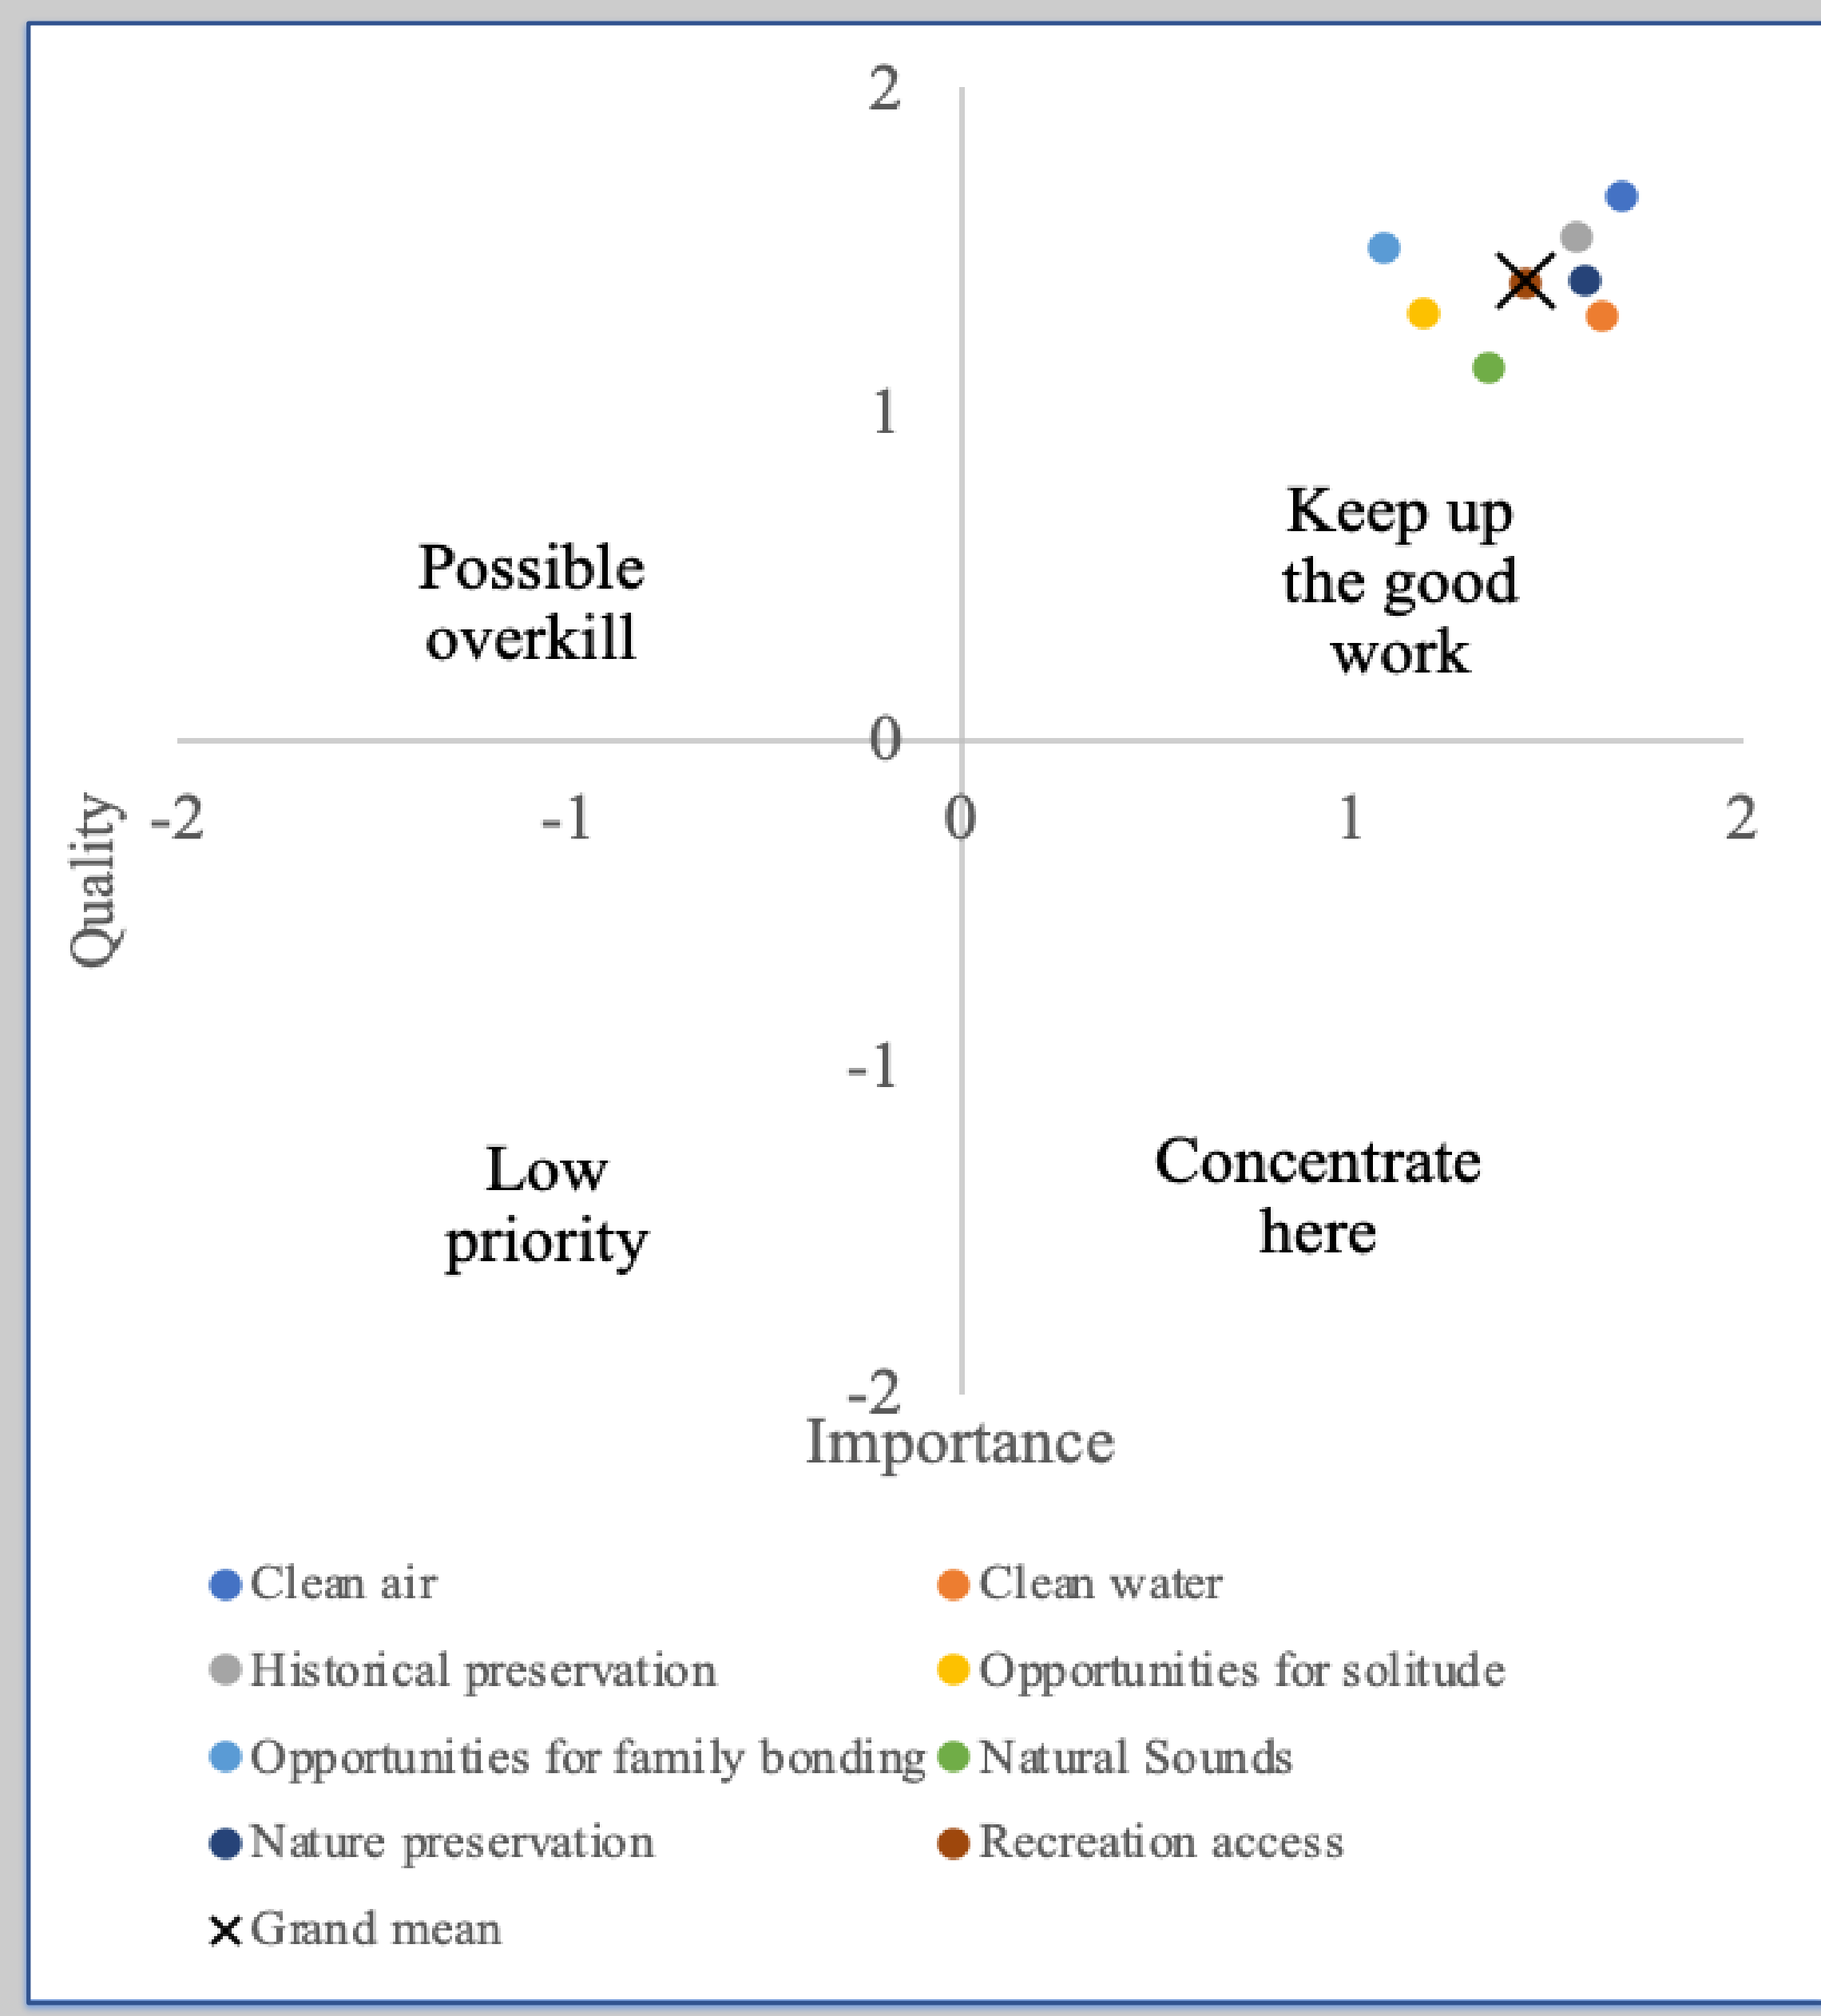 2
1
Keep up
the good
work
Possible
overkill
0
Quality
-2
-1
0
1
2
-1
Low
priority
Concentrate
here
-2
Importance
Clean air
Clean water
Historical preservation
Opportunities for solitude
Opportunities for family bonding
Natural Sounds
Nature preservation
Recreation access
Grand mean